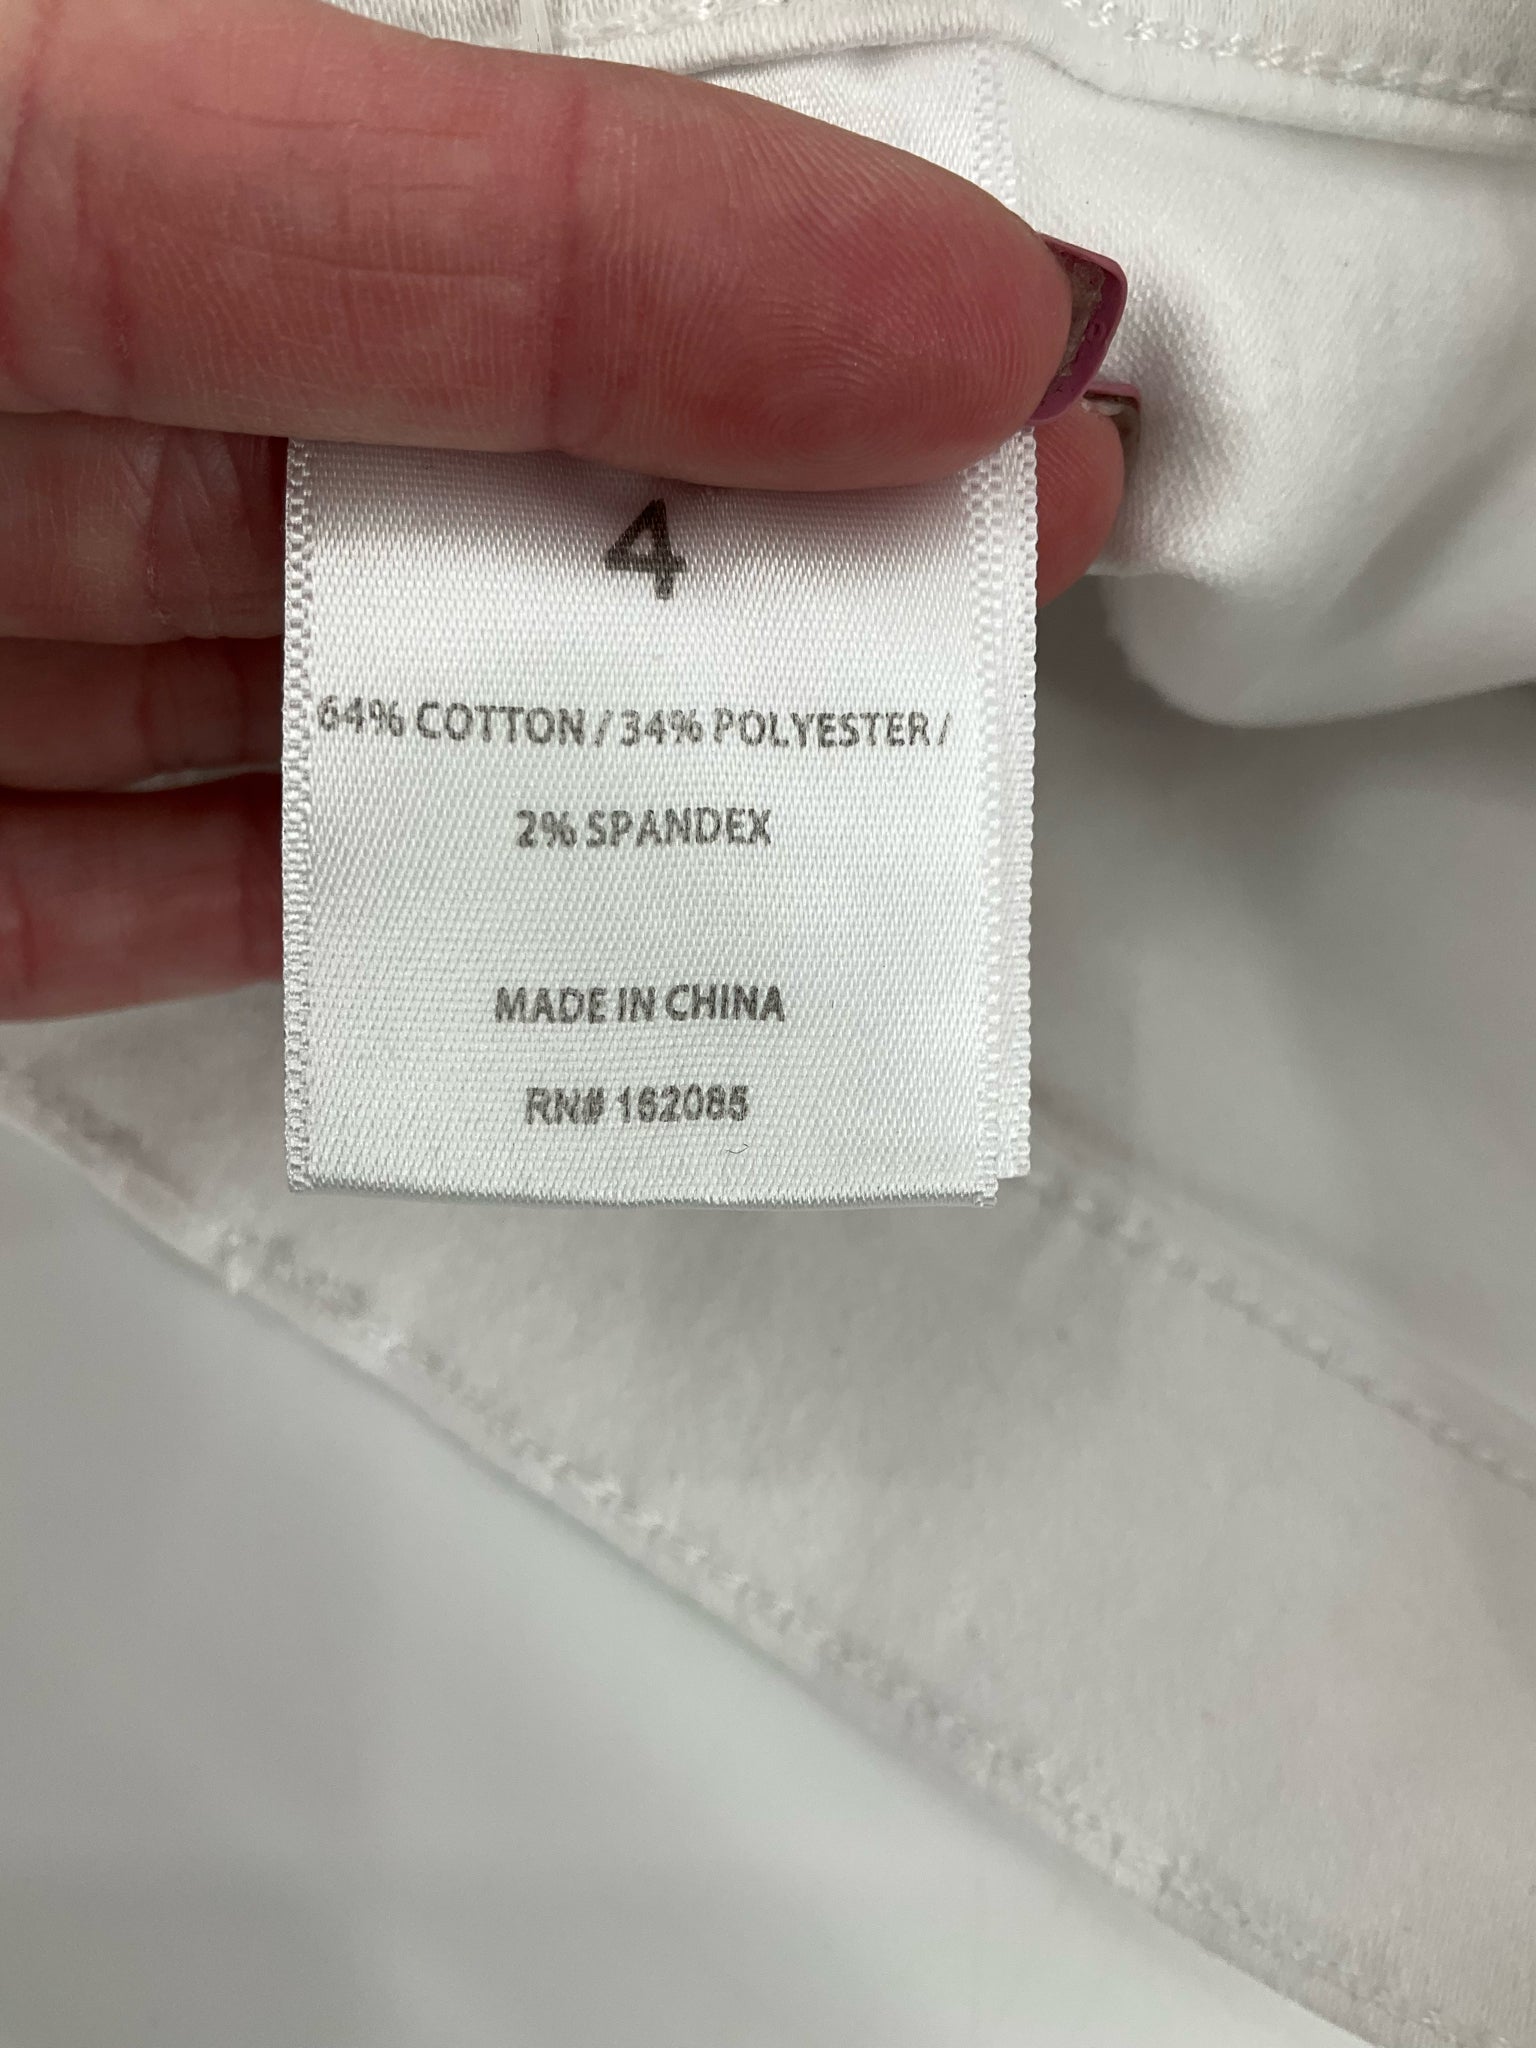 4
64% COTTON / 34% POLYESTER /
2% SPANDEX
MADE IN CHINA
RN# 162085